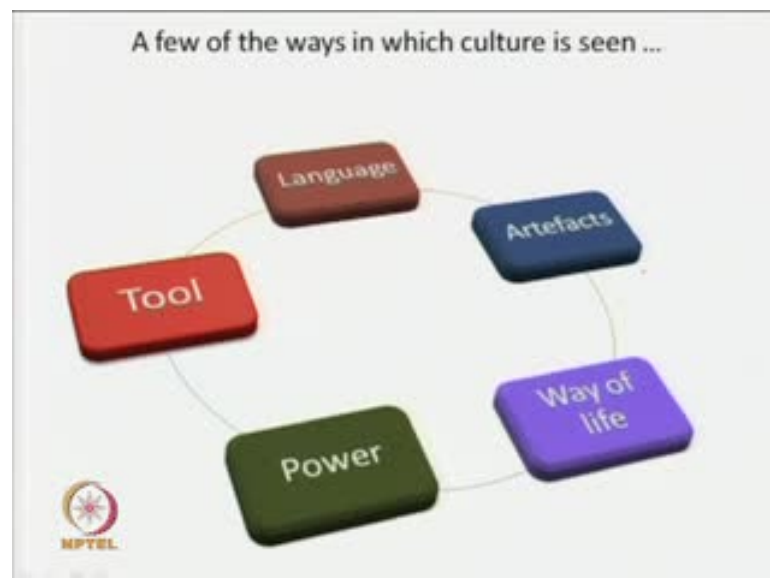 A few of the ways in which culture is seen ...
Language
Artefacts
Tool
Way of
life
Power
NPTEL